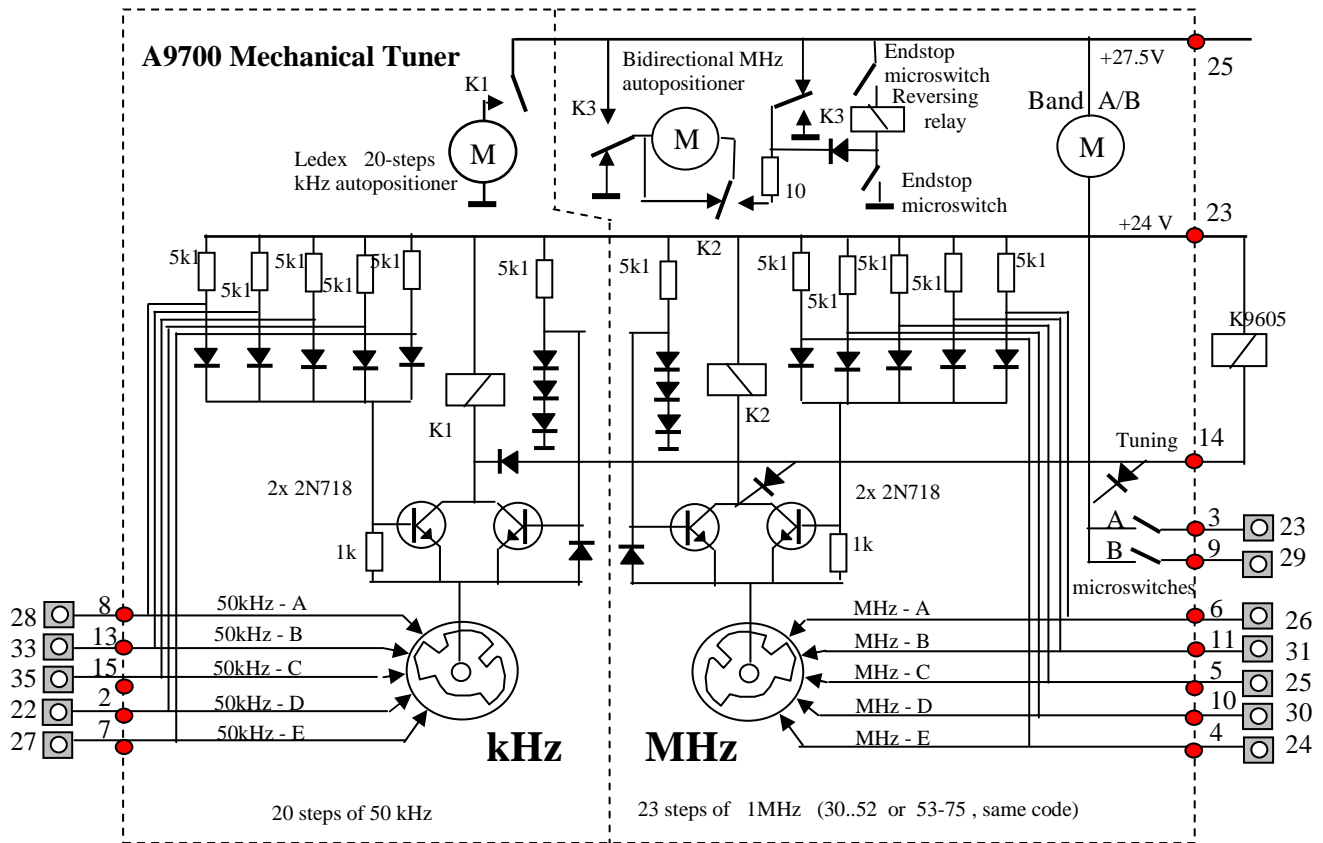 A9700 Mechanical Tuner
Bidirectional MHz
autopositioner
Endstop
microswitch
+27.5V
25
K1
K3
K3
Reversing
relay
Band A/B
M
M
M
Ledex 20-steps
kHz autopositioner
10
Endstop
microswitch
+24 V
23
K2
5k1
5k1
5k1
5k1
5k1
5k1
5k1
5k1
5k1
5k1
5k1
5k1
K9605
K1
K2
Tuning
14
2x 2N718
2x 2N718
1k
1k
A
3
23
B
9
29
microswitches
28
8
50kHz - A
MHz - A
6
26
33
13
50kHz - B
MHz - B
11
31
35
15
50kHz - C
MHz - C
5
25
22
2
50kHz - D
MHz - D
10
30
27
7
50kHz - E
MHz - E
4
24
kHz
MHz
20 steps of 50 kHz
23 steps of 1MHz (30..52 or 53-75 , same code)